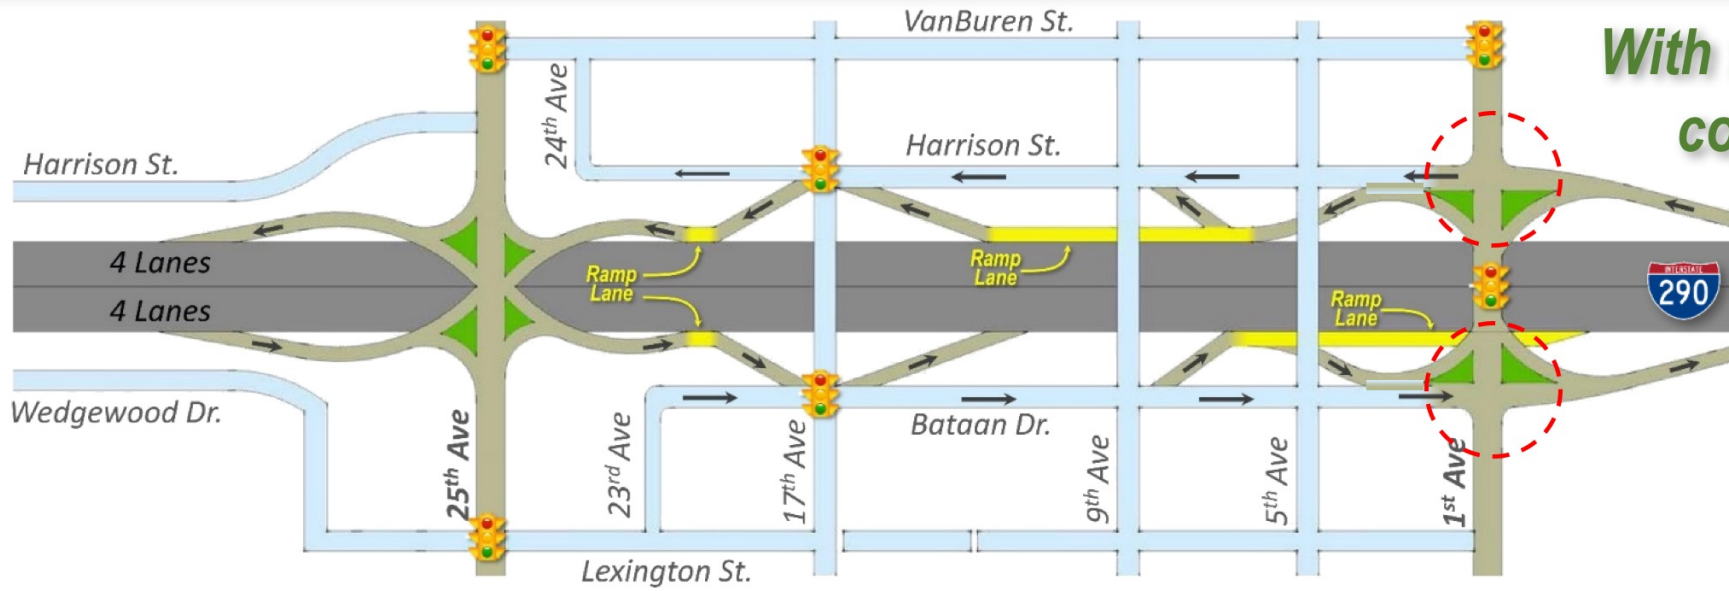 VanBuren St.
With
co
24th Ave
Harrison St.
Harrison St.
4 Lanes
4 Lanes
Ramp
Lane
Ramp
Lane
Ramp
Lane
INTERSTATE
290
Wedgewood Dr.
25th Ave
23rd Ave
17th Ave
Bataan Dr.
9th Ave
5th Ave
1st Ave
Lexington St.